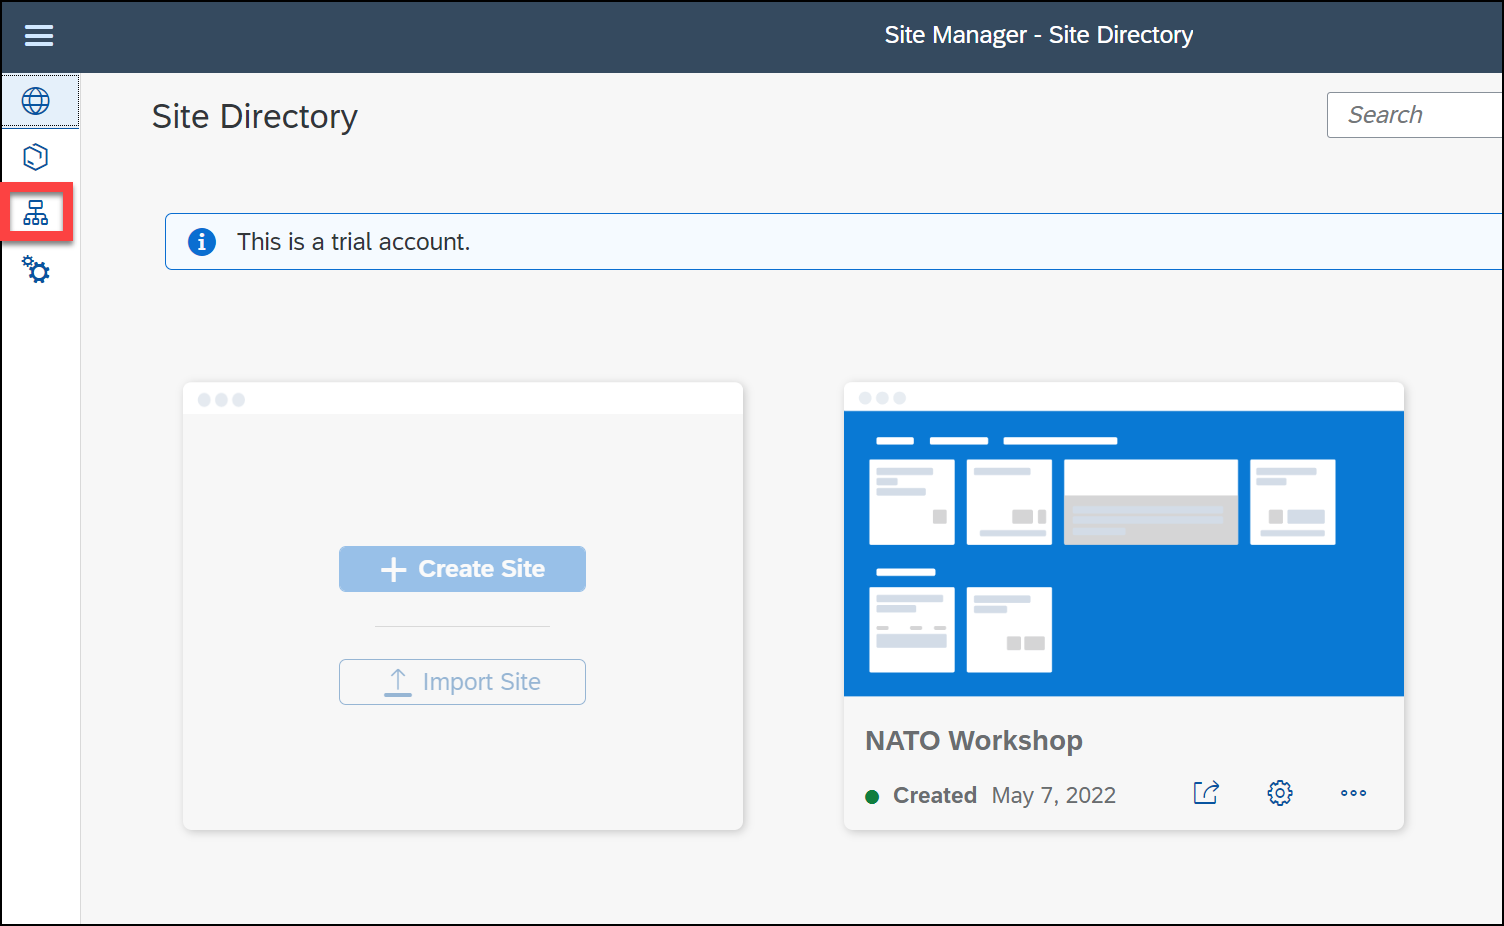 Site Manager - Site Directory
Site Directory
Search
This is a trial account.
Create Site
Import Site
NATO Workshop
Created May 7, 2022